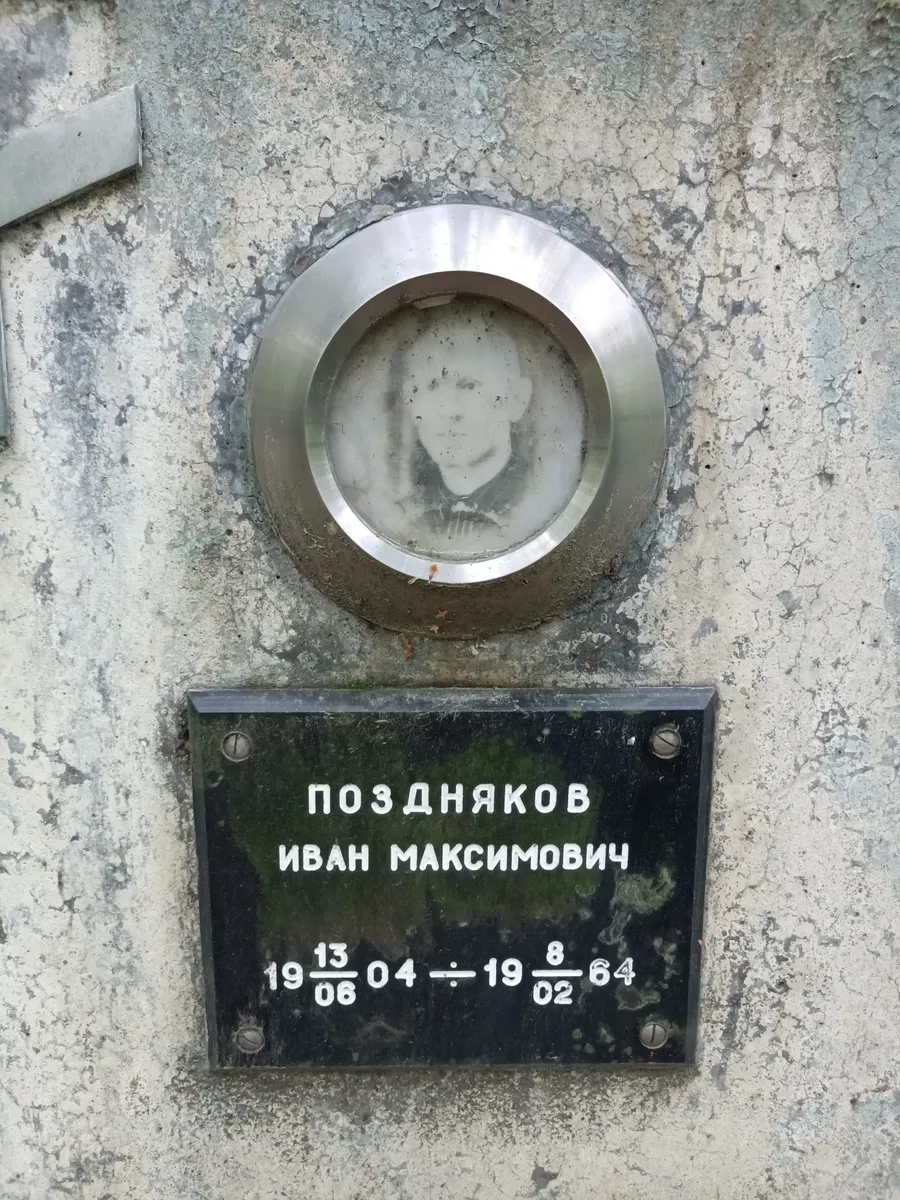 ПОЗДНЯКОВ
ИВАН МАКСИМОВИЧ
19 13/06 04 ÷ 19 8/02 64